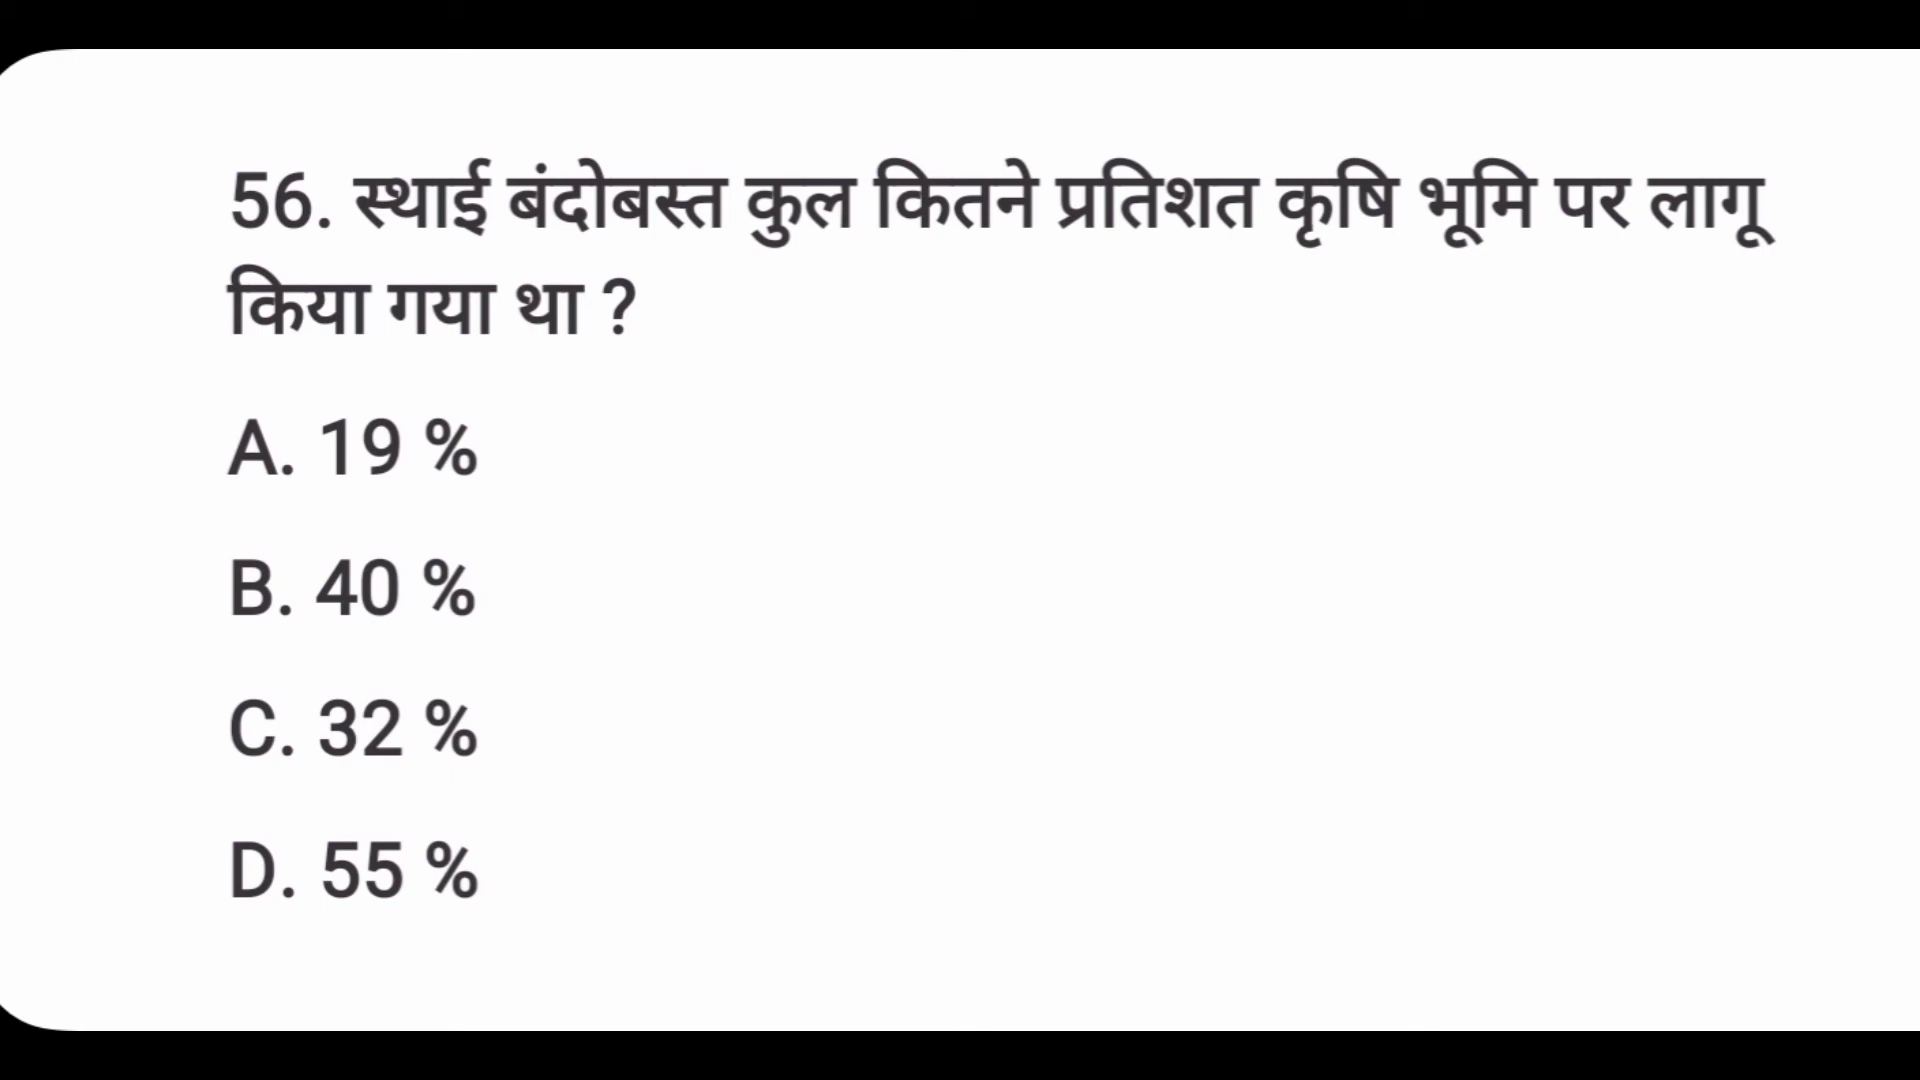 56. स्थाई बंदोबस्त कुल कितने प्रतिशत कृषि भूमि पर लागू
किया गया था ?
A. 19 %
B. 40 %
C. 32 %
D. 55 %